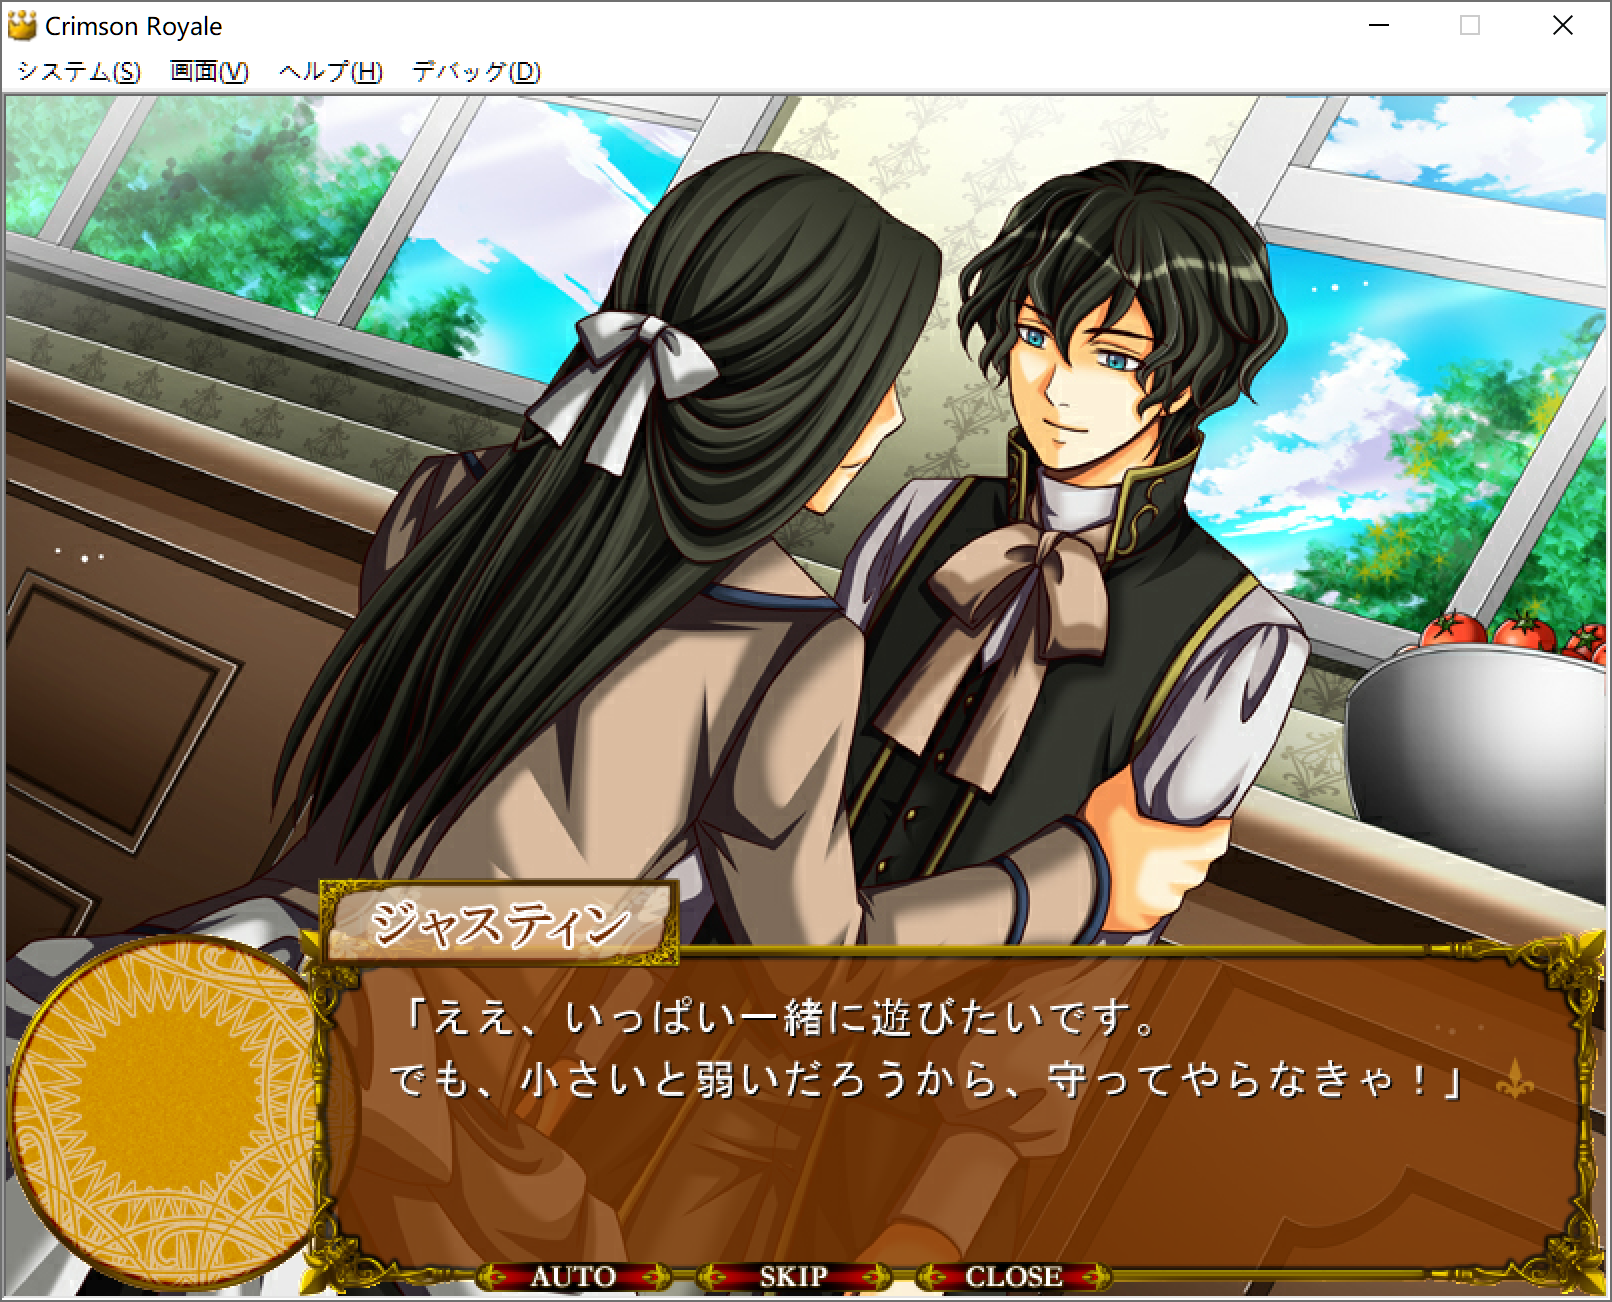 Crimson Royale
システム(S) 画面(V) ヘルプ(H) デバッグ(D)
ジャスティン
「ええ、いっぱい一緒に遊びたいです。
でも、小さいと弱いだろうから、守ってやらなきゃ！」
AUTO SKIP CLOSE